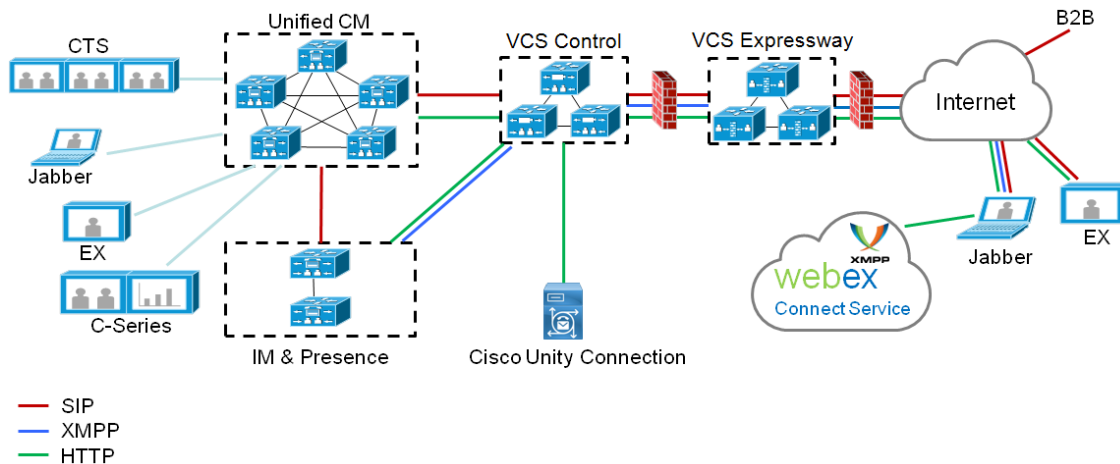 Unified CM
B2B
CTS
VCS Control
VCS Expressway
Internet
Jabber
EX
C-Series
IM & Presence
Cisco Unity Connection
XMPP
webex
Connect Service
Jabber
EX
SIP
XMPP
HTTP